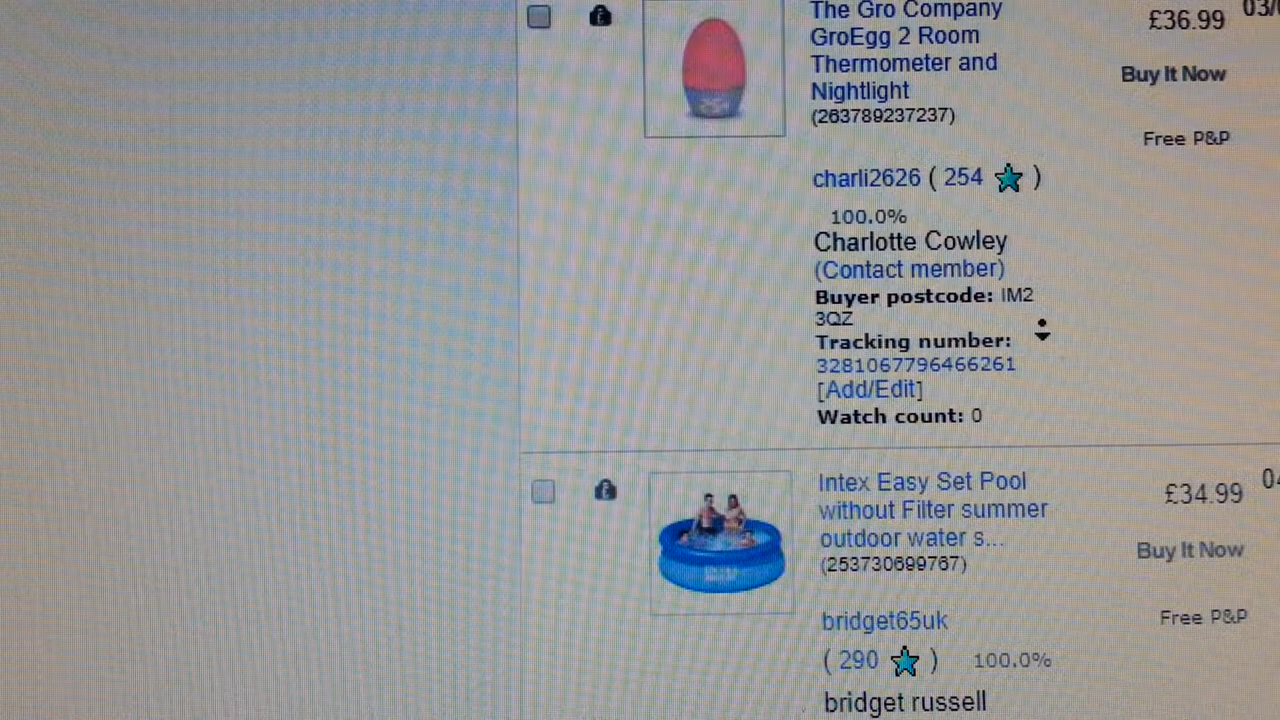 The Gro Company
GroEgg 2 Room
Thermometer and
Nightlight
(263789237237)
£36.99
Buy It Now
Free P&P
charli2626 ( 254 )
100.0%
Charlotte Cowley
(Contact member)
Buyer postcode: IM2
3QZ
Tracking number:
3281067796466261
[Add/Edit]
Watch count: 0
Intex Easy Set Pool
without Filter summer
outdoor water s...
(253730699767)
£34.99
Buy It Now
Free P&P
bridget65uk
( 290 ) 100.0%
bridget russell